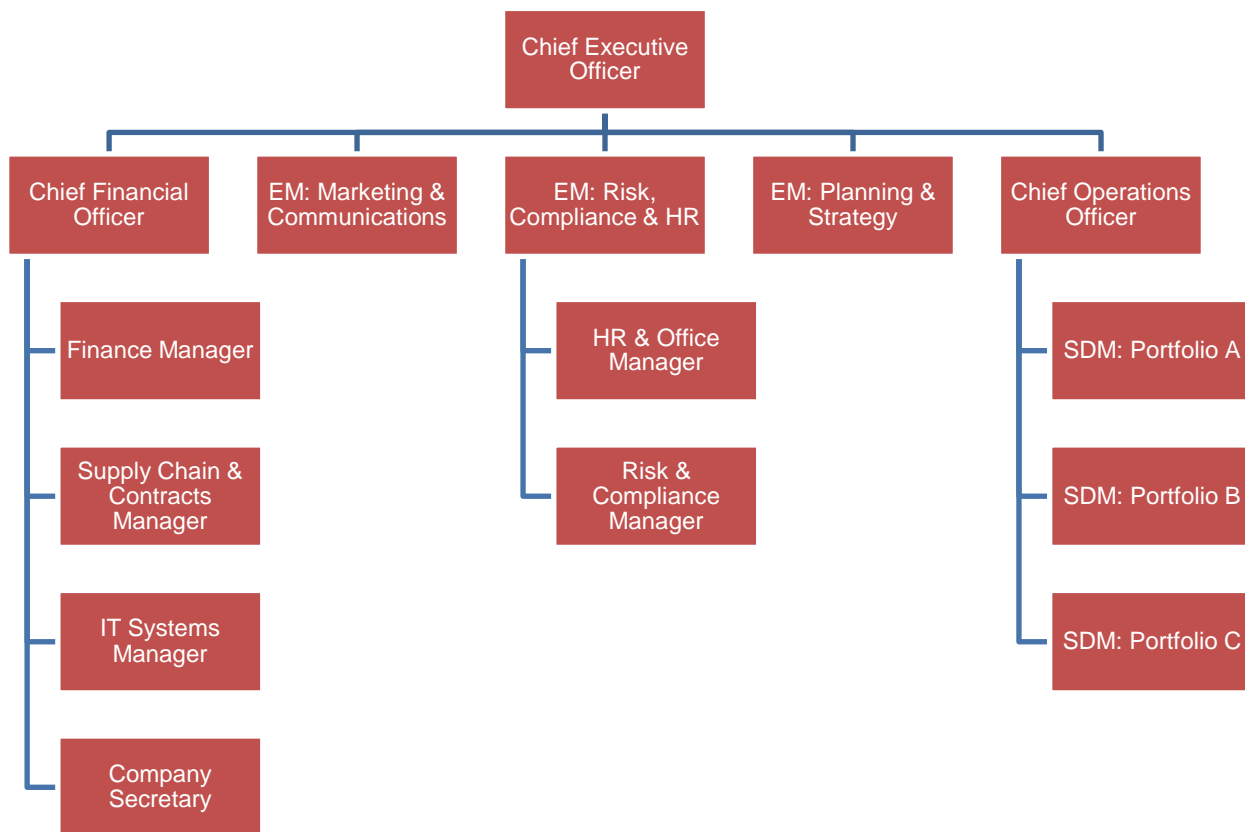 Chief Executive
Officer
Chief Financial
Officer
EM: Marketing &
Communications
EM: Risk,
Compliance & HR
EM: Planning &
Strategy
Chief Operations
Officer
Finance Manager
Supply Chain &
Contracts
Manager
IT Systems
Manager
Company
Secretary
HR & Office
Manager
Risk &
Compliance
Manager
SDM: Portfolio A
SDM: Portfolio B
SDM: Portfolio C